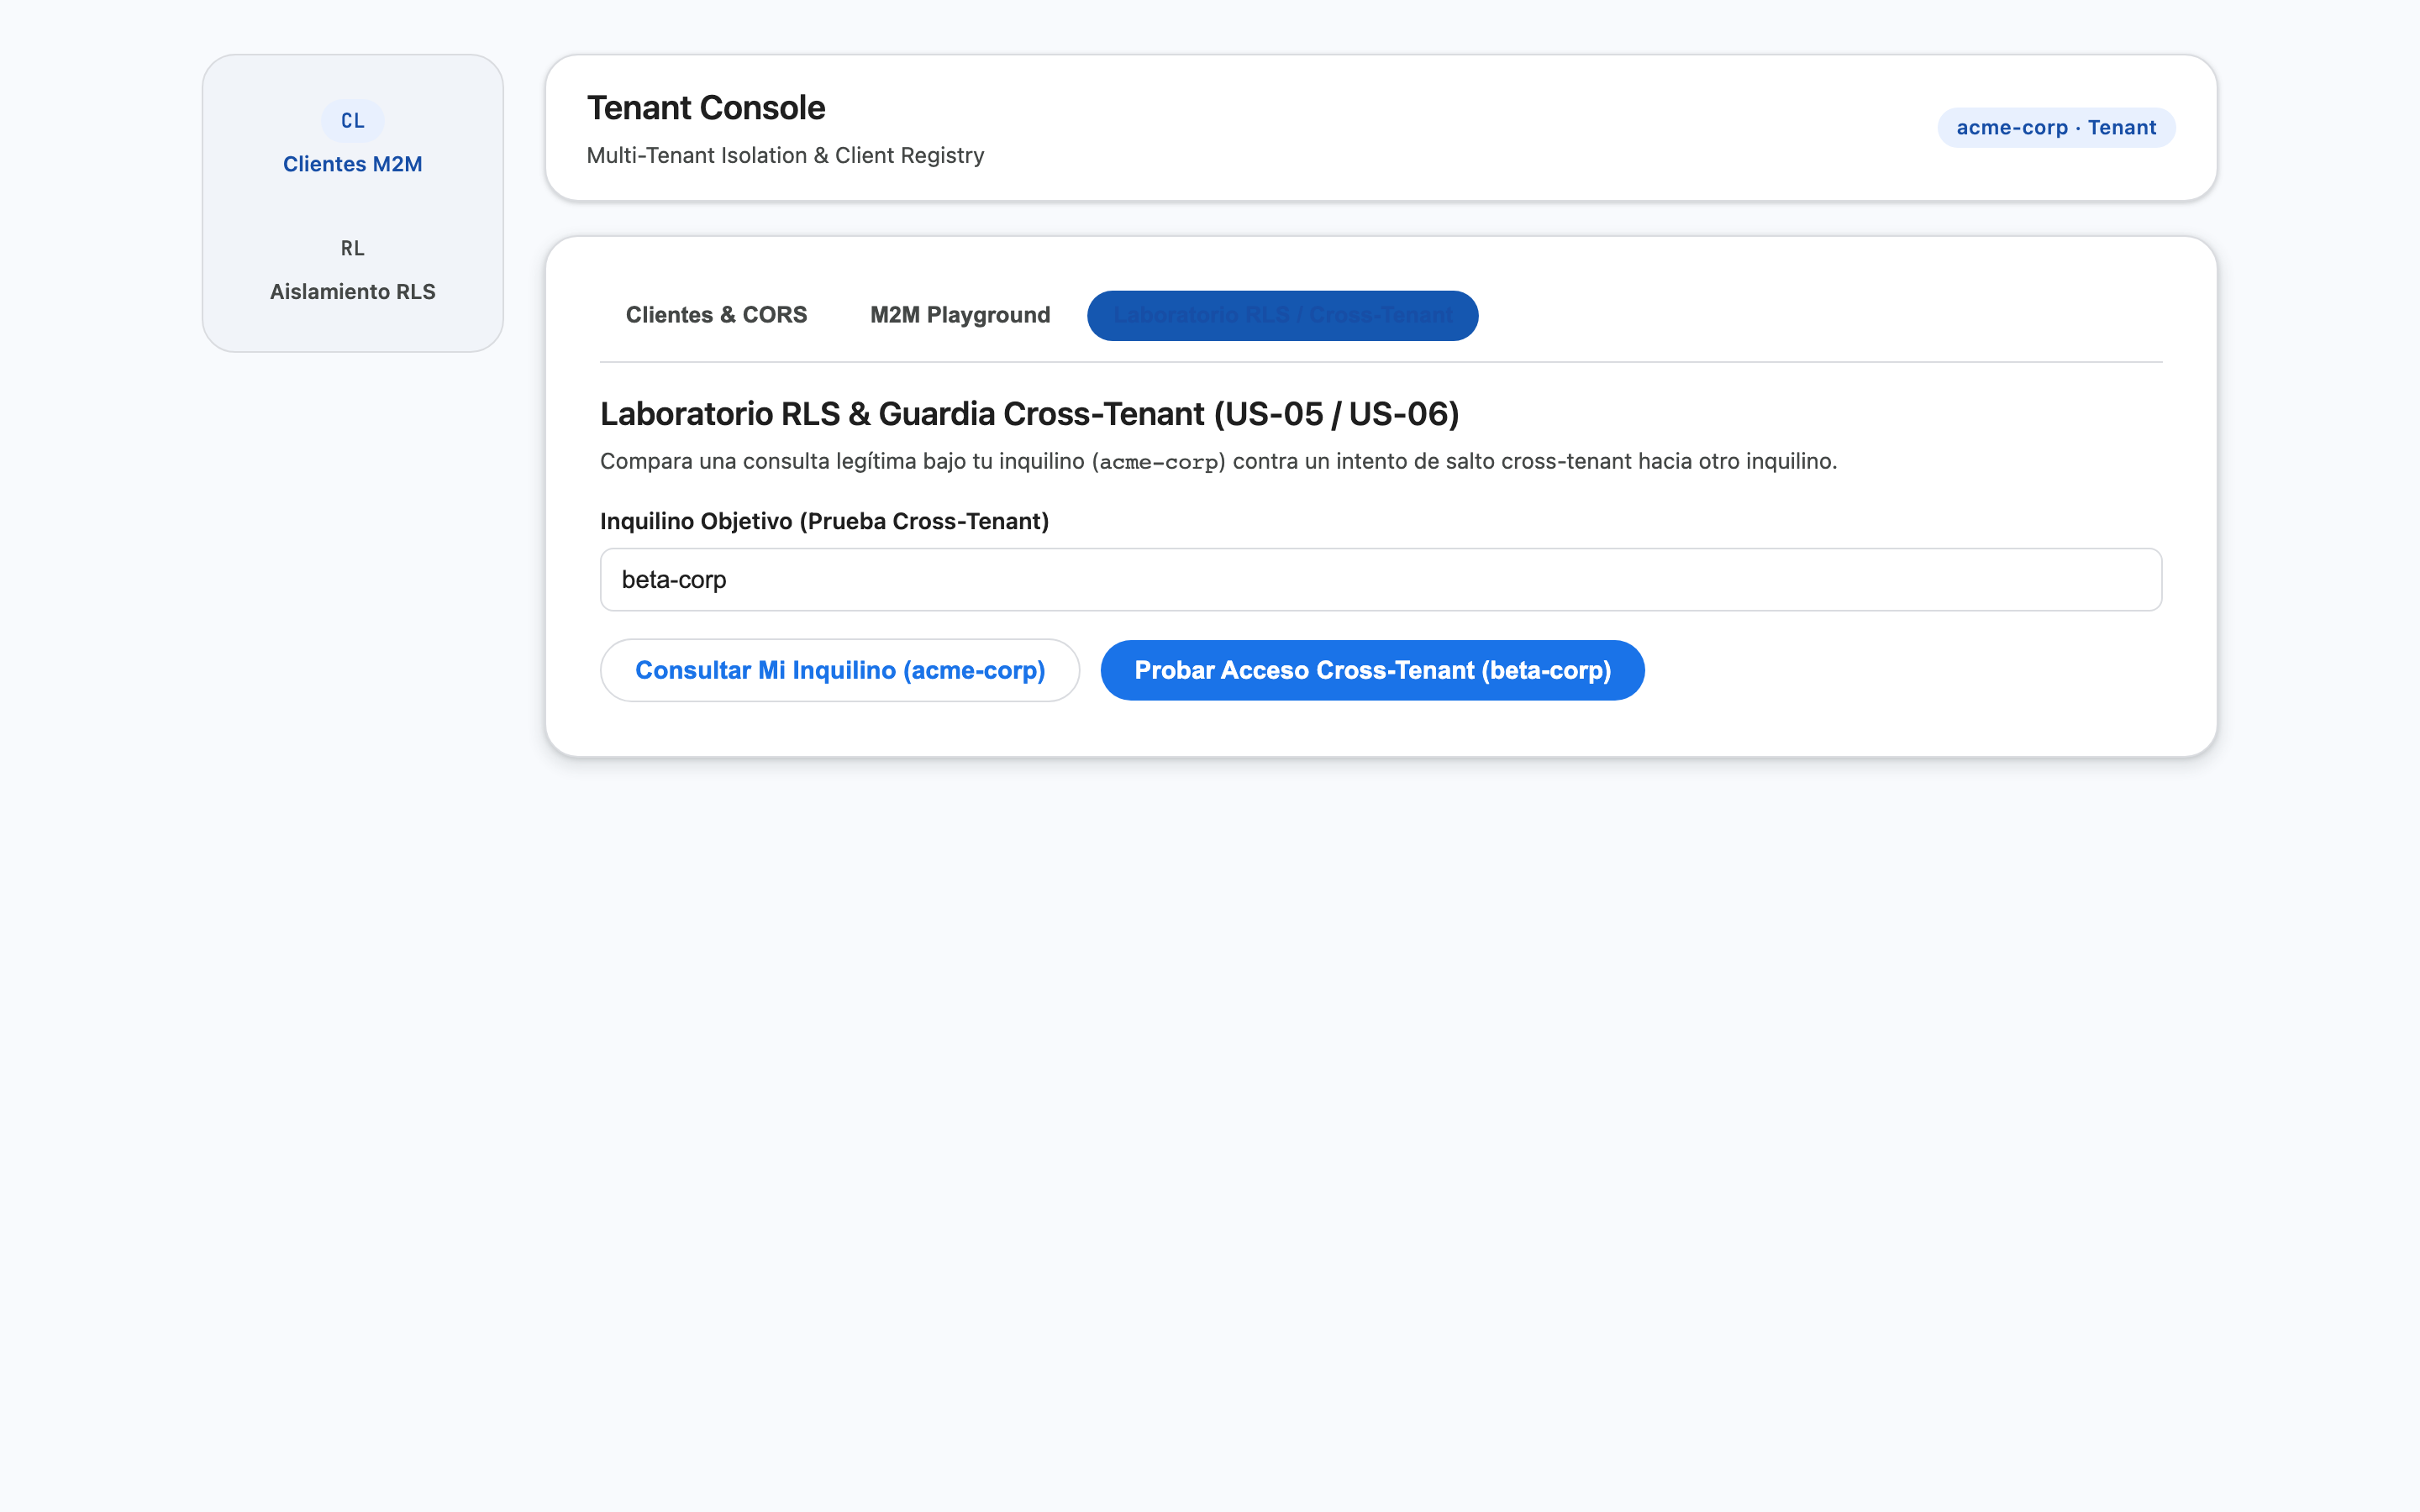 CL
Clientes M2M
RL
Aislamiento RLS
Tenant Console
Multi-Tenant Isolation & Client Registry
acme-corp · Tenant
Clientes & CORS
M2M Playground
Laboratorio RLS / Cross-Tenant
Laboratorio RLS & Guardia Cross-Tenant (US-05 / US-06)
Compara una consulta legítima bajo tu inquilino (acme-corp) contra un intento de salto cross-tenant hacia otro inquilino.
Inquilino Objetivo (Prueba Cross-Tenant)
beta-corp
Consultar Mi Inquilino (acme-corp)
Probar Acceso Cross-Tenant (beta-corp)